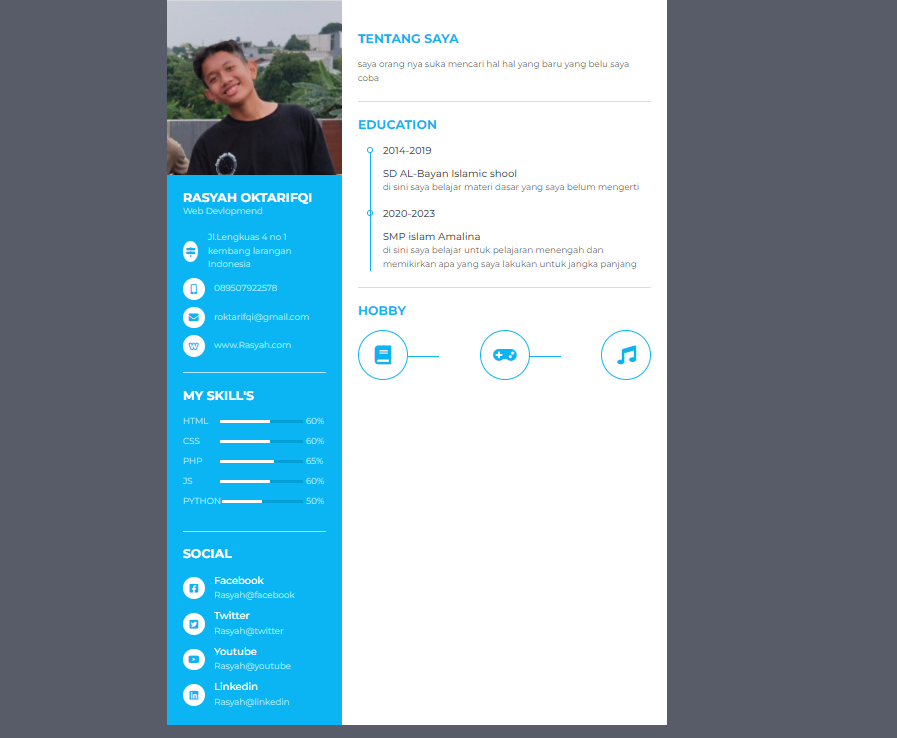 RASYAH OKTARIFQI
Web Devlopmend
Jl.Lengkuas 4 no 1
kembang larangan
Indonesia
089507922578
roktarifqi@gmail.com
www.Rasyah.com
MY SKILL'S
HTML 60%
CSS 60%
PHP 65%
JS 60%
PYTHON 50%
SOCIAL
Facebook
Rasyah@facebook
Twitter
Rasyah@twitter
Youtube
Rasyah@youtube
Linkedin
Rasyah@linkedin
TENTANG SAYA
saya orang nya suka mencari hal hal yang baru yang belu saya
coba
EDUCATION
2014-2019
SD AL-Bayan Islamic shool
di sini saya belajar materi dasar yang saya belum mengerti
2020-2023
SMP islam Amalina
di sini saya belajar untuk pelajaran menengah dan
memikirkan apa yang saya lakukan untuk jangka panjang
HOBBY